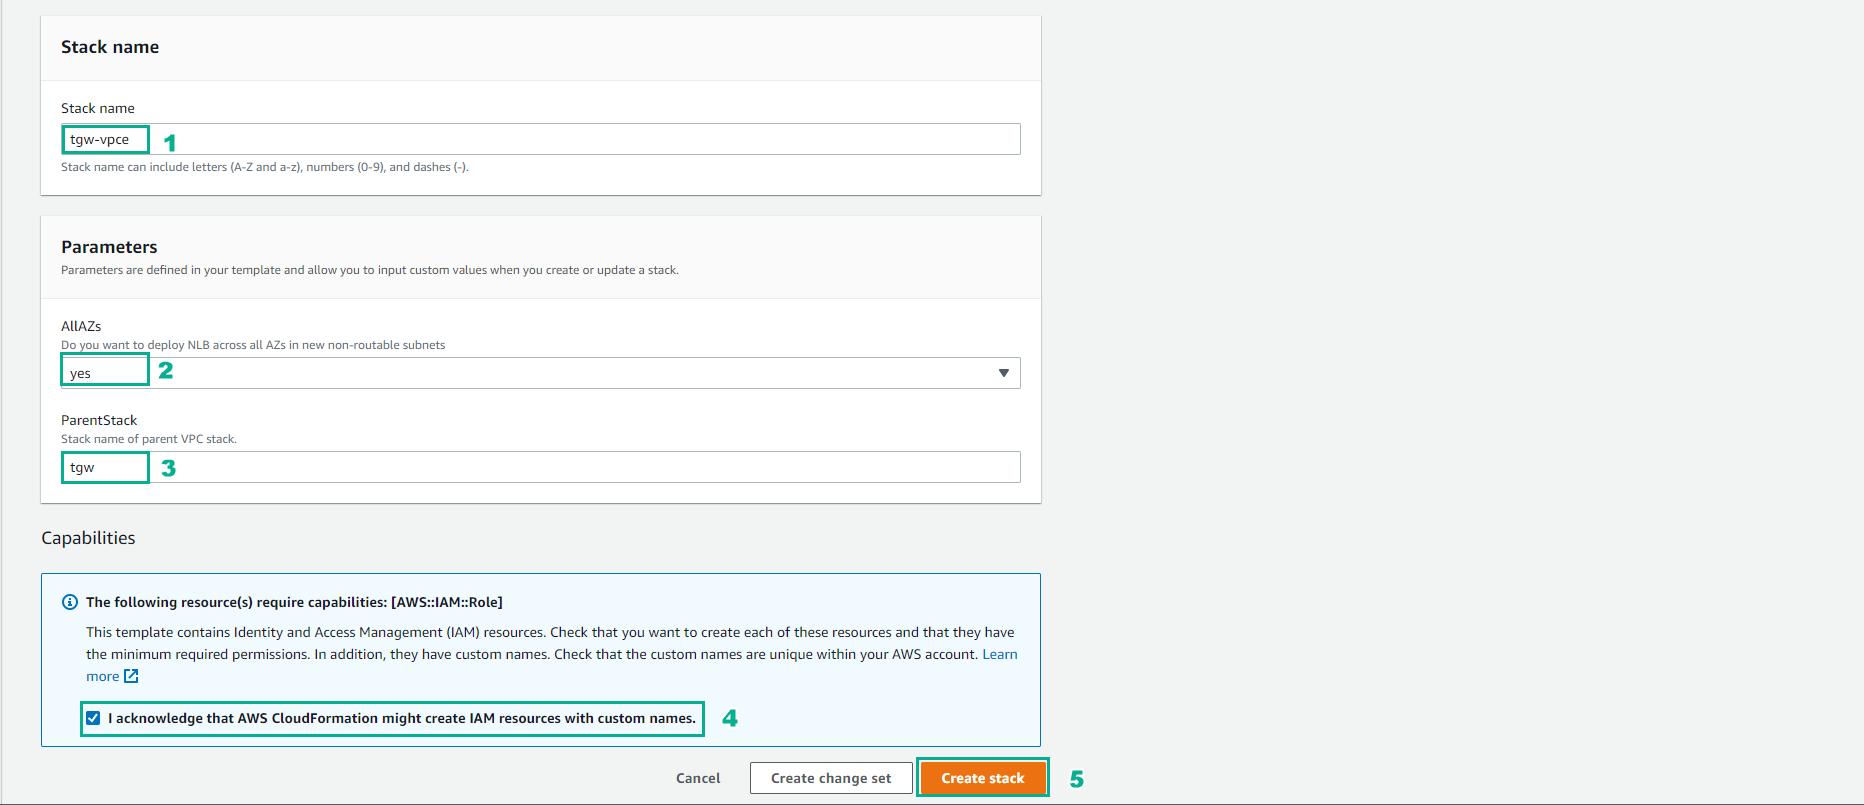 Stack name
Stack name
tgw-vpce 1
Stack name can include letters (A-Z and a-z), numbers (0-9), and dashes (-).
Parameters
Parameters are defined in your template and allow you to input custom values when you create or update a stack.
AllAZs
Do you want to deploy NLB across all AZs in new non-routable subnets
yes 2
ParentStack
Stack name of parent VPC stack.
tgw 3
Capabilities
The following resource(s) require capabilities: [AWS::IAM::Role]
This template contains Identity and Access Management (IAM) resources. Check that you want to create each of these resources and that they have
the minimum required permissions. In addition, they have custom names. Check that the custom names are unique within your AWS account. Learn
more
I acknowledge that AWS CloudFormation might create IAM resources with custom names. 4
Cancel Create change set Create stack 5